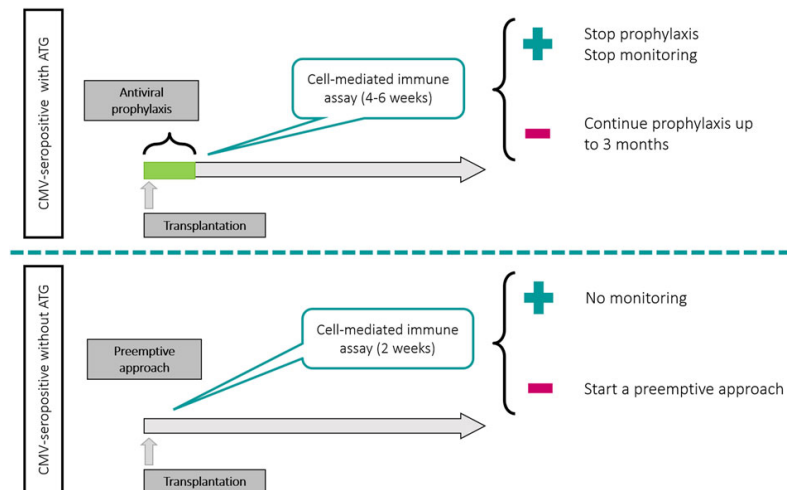 CMV-seropositive with ATG
Antiviral
prophylaxis
Transplantation
Cell-mediated immune
assay (4-6 weeks)
Stop prophylaxis
Stop monitoring
Continue prophylaxis up
to 3 months
CMV-seropositive without ATG
Preemptive
approach
Transplantation
Cell-mediated immune
assay (2 weeks)
No monitoring
Start a preemptive approach